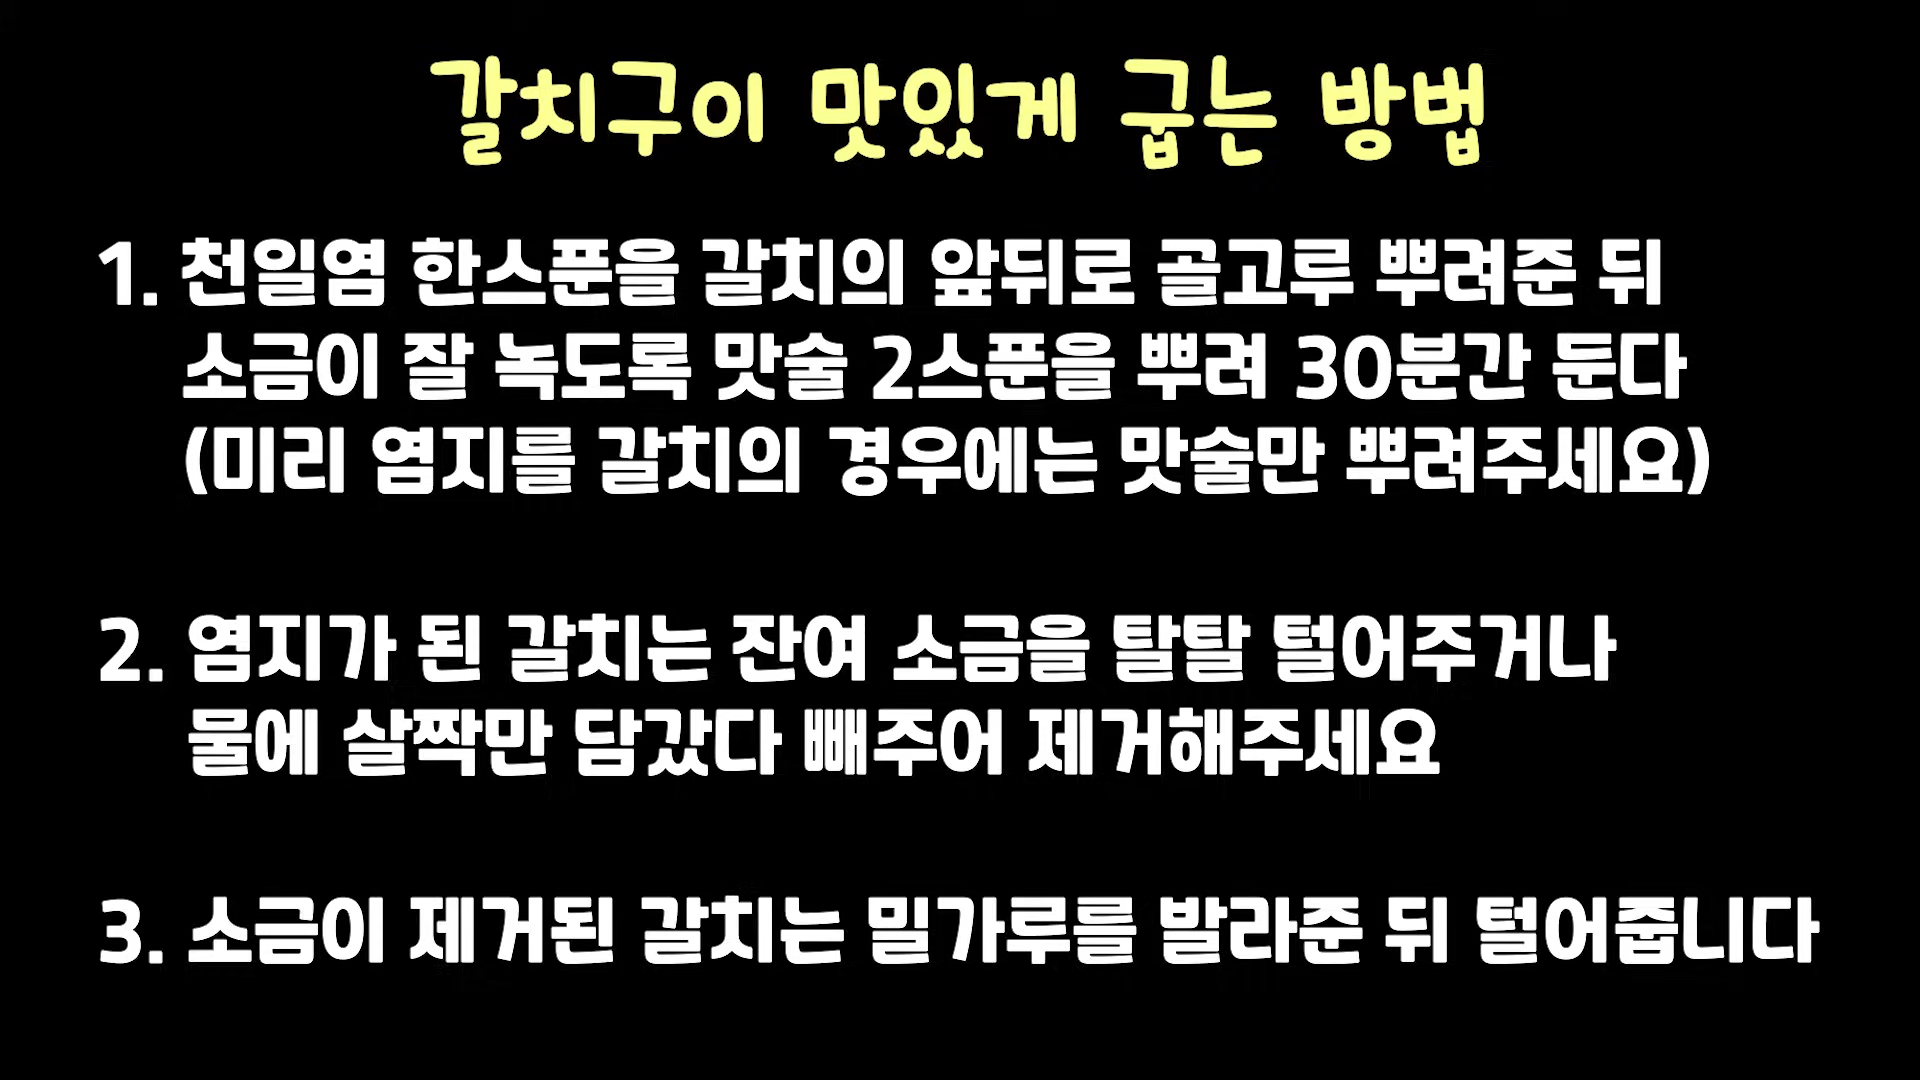 갈치구이 맛있게 굽는 방법
1. 천일염 한스푼을 갈치의 앞뒤로 골고루 뿌려준 뒤
소금이 잘 녹도록 맛술 2스푼을 뿌려 30분간 둔다
(미리 염지를 갈치의 경우에는 맛술만 뿌려주세요)
2. 염지가 된 갈치는 잔여 소금을 탈탈 털어주거나
물에 살짝만 담갔다 빼주어 제거해주세요
3. 소금이 제거된 갈치는 밀가루를 발라준 뒤 털어줍니다